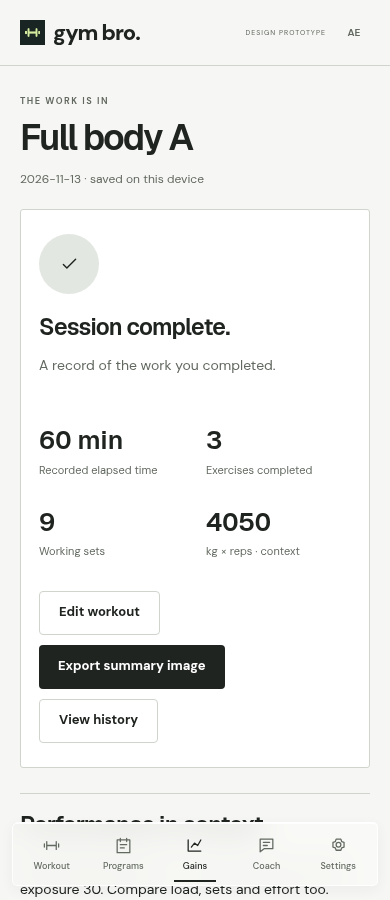 gym bro.
DESIGN PROTOTYPE
AE
THE WORK IS IN
Full body A
2026-11-13 · saved on this device
Session complete.
A record of the work you completed.
60 min
Recorded elapsed time
3
Exercises completed
9
Working sets
4050
kg × reps · context
Edit workout
Export summary image
View history
Performance in context
Workout
Programs
Gains
Coach
Settings
exposure 30. Compare load, sets and effort too.